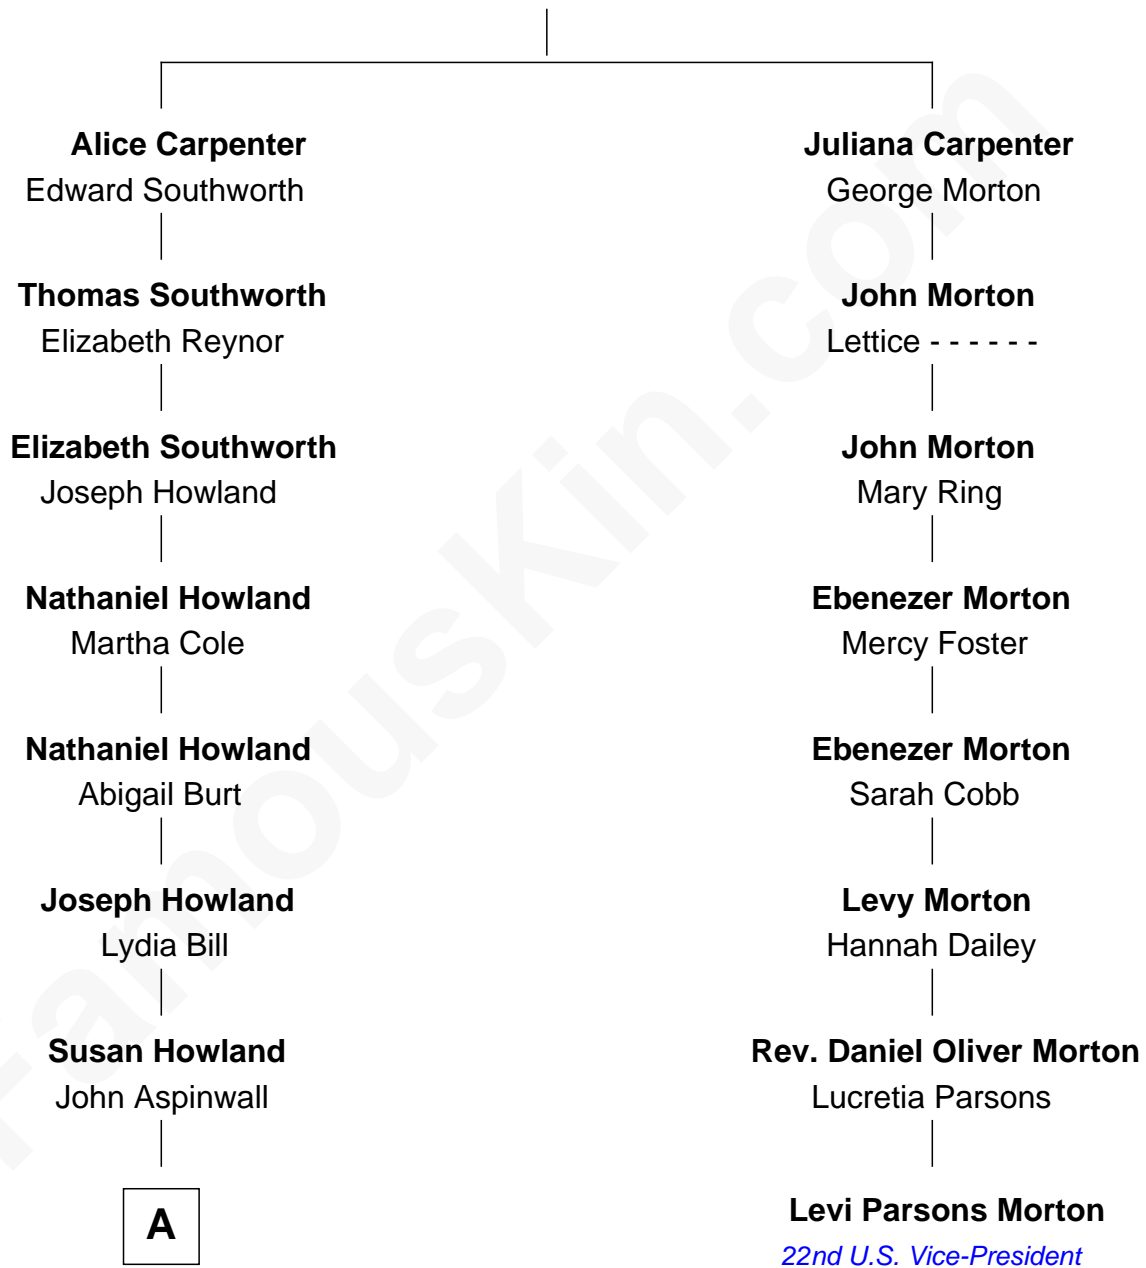 Alice Carpenter
Edward Southworth
Thomas Southworth
Elizabeth Reynor
Elizabeth Southworth
Joseph Howland
Nathaniel Howland
Martha Cole
Nathaniel Howland
Abigail Burt
Joseph Howland
Lydia Bill
Susan Howland
John Aspinwall
A
Juliana Carpenter
George Morton
John Morton
Lettice - - - - - -
John Morton
Mary Ring
Ebenezer Morton
Mercy Foster
Ebenezer Morton
Sarah Cobb
Levy Morton
Hannah Dailey
Rev. Daniel Oliver Morton
Lucretia Parsons
Levi Parsons Morton
22nd U.S. Vice-President
FamousKin.com